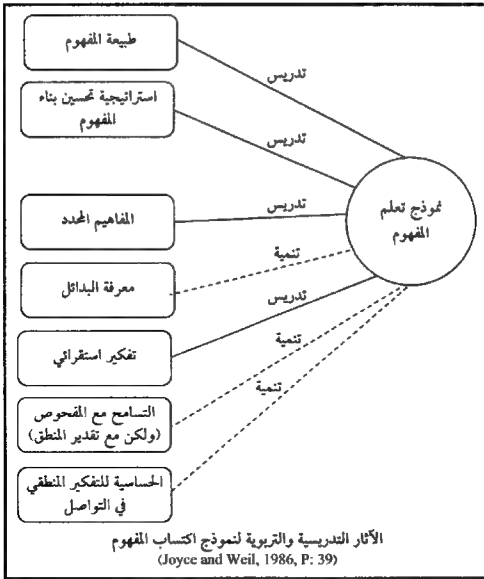 طبيعة المفهوم
تدريس
استراتيجية تحسين بناء
المفهوم
تدريس
نموذج تعلم
المفهوم
المفاهيم المحدد
تدريس
معرفة البدائل
تنمية
تفكير استقرائي
تدريس
التسامح مع المفحوص
(ولكن مع تقدير المنطق)
تنمية
الحساسية للتفكير المنطقي
في التواصل
تنمية
الآثار التدريسية والتربوية لنموذج اكتساب المفهوم
(Joyce and Weil, 1986, P: 39)